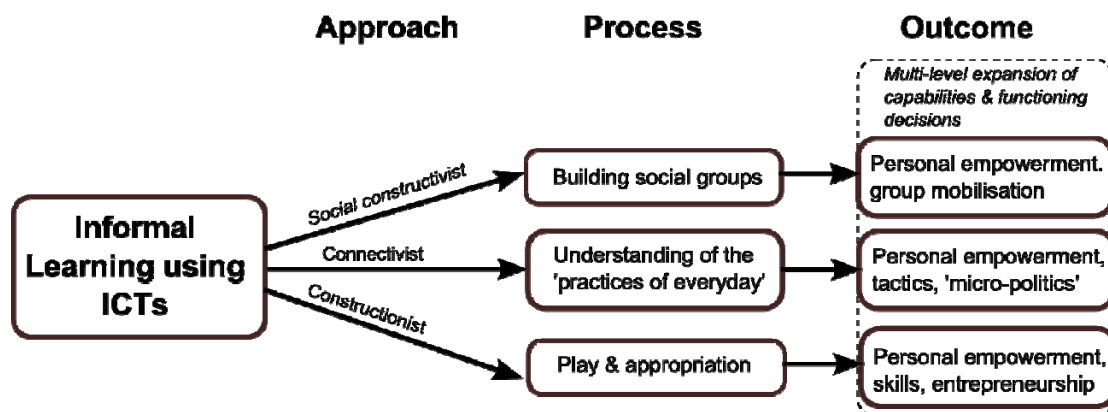 Approach Process Outcome
Multi-level expansion of
capabilities & functioning
decisions
Informal
Learning using
ICTs
Social constructivist
Building social groups
Personal empowerment.
group mobilisation
Connectivist
Understanding of the
'practices of everyday'
Personal empowerment,
tactics, 'micro-politics'
Constructionist
Play & appropriation
Personal empowerment,
skills, entrepreneurship